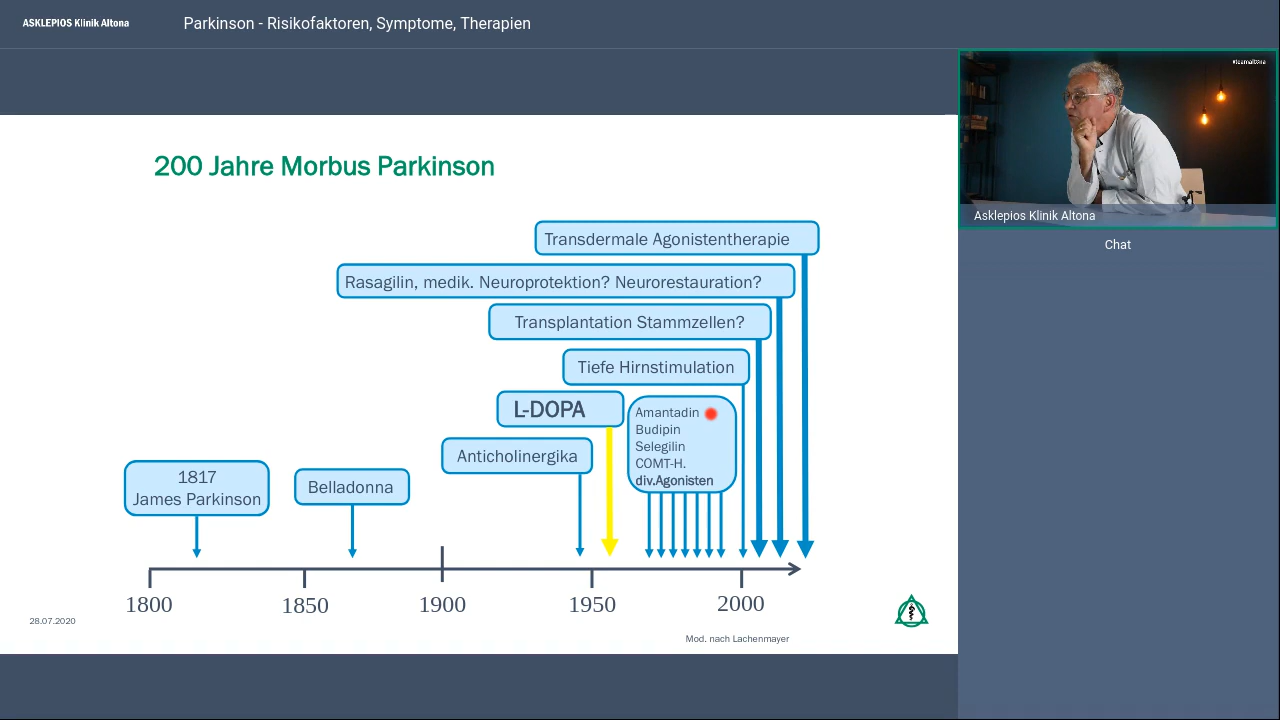 ASKLEPIOS Klinik Altona
Parkinson - Risikofaktoren, Symptome, Therapien
#teamaltona
Asklepios Klinik Altona
Chat
200 Jahre Morbus Parkinson
Transdermale Agonistentherapie
Rasagilin, medik. Neuroprotektion? Neurorestauration?
Transplantation Stammzellen?
Tiefe Hirnstimulation
L-DOPA
Amantadin
Budipin
Selegilin
COMT-H.
div.Agonisten
Anticholinergika
1817
James Parkinson
Belladonna
1800
1850
1900
1950
2000
28.07.2020
Mod. nach Lachenmayer